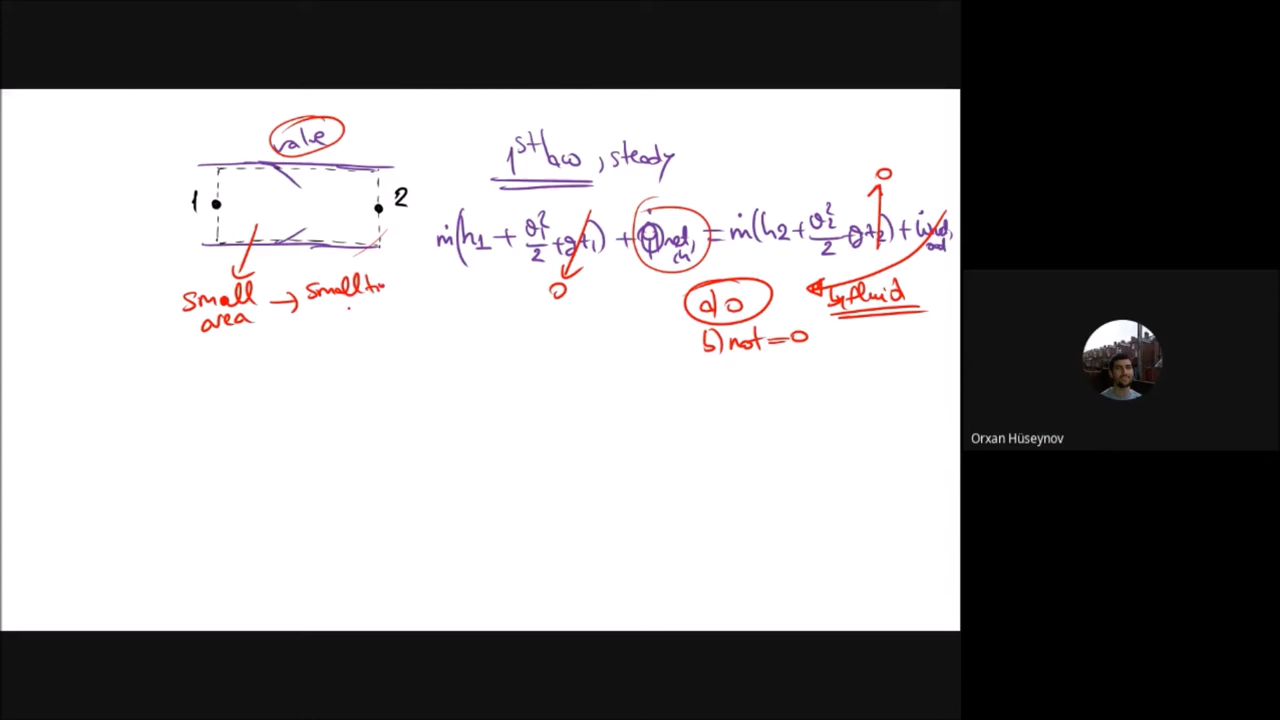 valve
1st law, steady
1
2
ṁ(h1 + ϑ1²/2 + gz1) + Q̇net,in = ṁ(h2 + ϑ2²/2 gz2) + ẇnet,out
0
0
small area → small
a) 0
by fluid
b) not = 0
Orxan Hüseynov